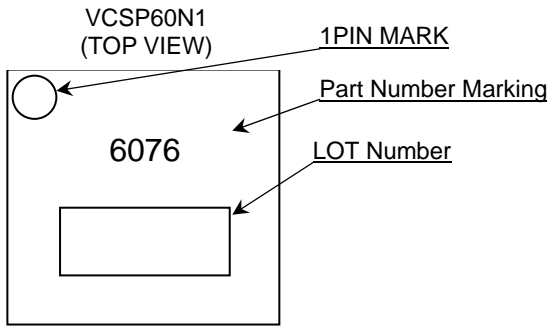 VCSP60N1
(TOP VIEW)
1PIN MARK
Part Number Marking
6076
LOT Number